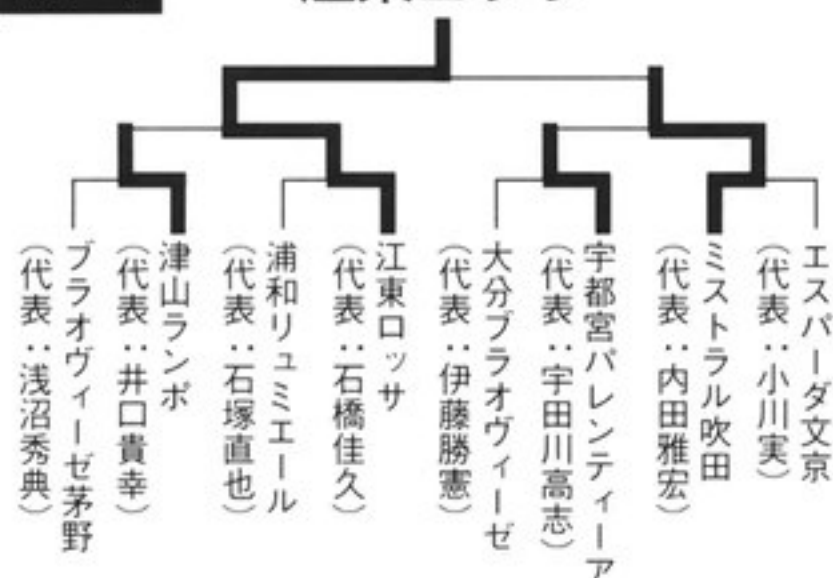 エスパーダ文京
（代表：小川実）
ミストラル吹田
（代表：内田雅宏）
宇都宮バレンティーア
（代表：宇田川高志）
大分ブラオヴィーゼ
（代表：伊藤勝憲）
江東ロッサ
（代表：石橋佳久）
浦和リュミエール
（代表：石塚直也）
津山ランポ
（代表：井口貴幸）
ブラオヴィーゼ茅野
（代表：浅沼秀典）